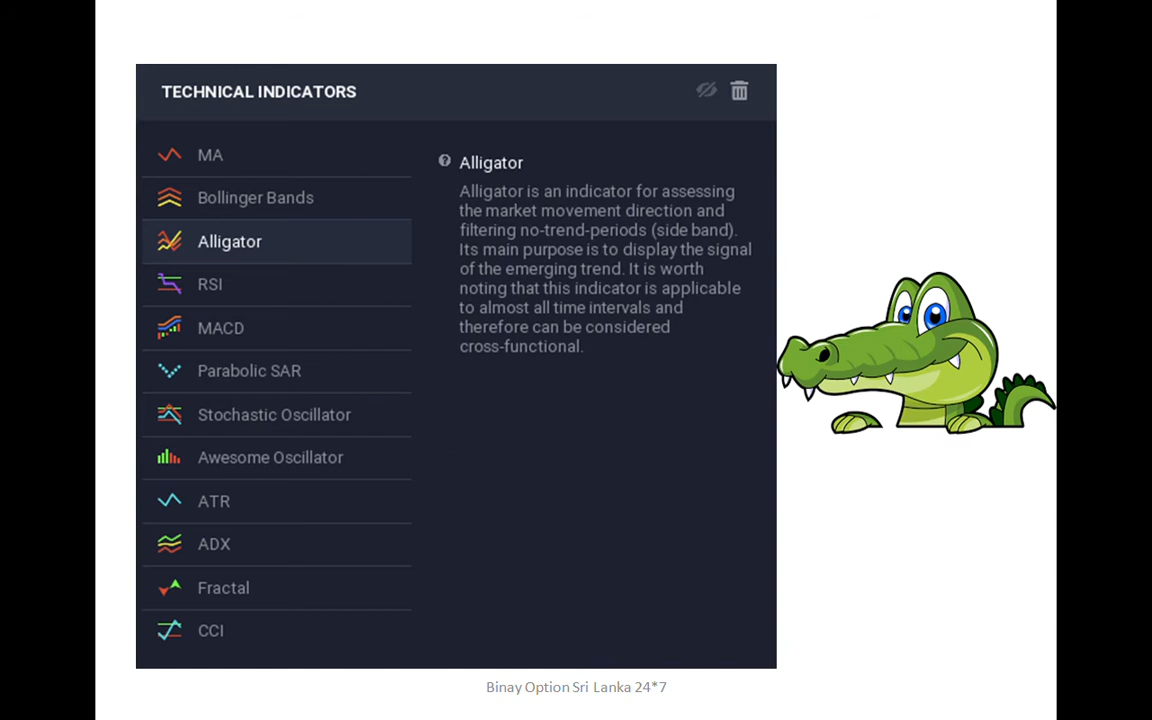 TECHNICAL INDICATORS
MA
Bollinger Bands
Alligator
RSI
MACD
Parabolic SAR
Stochastic Oscillator
Awesome Oscillator
ATR
ADX
Fractal
CCI
Alligator
Alligator is an indicator for assessing
the market movement direction and
filtering no-trend-periods (side band).
Its main purpose is to display the signal
of the emerging trend. It is worth
noting that this indicator is applicable
to almost all time intervals and
therefore can be considered
cross-functional.
Binay Option Sri Lanka 24*7